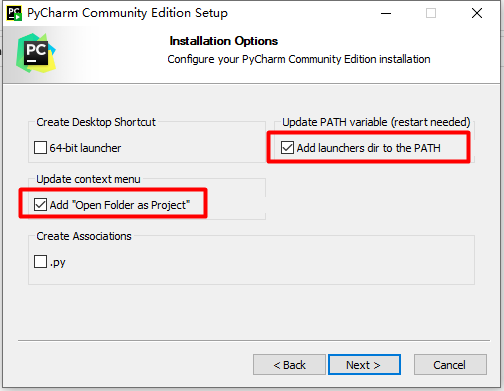 PyCharm Community Edition Setup
PC
Installation Options
Configure your PyCharm Community Edition installation
Create Desktop Shortcut
64-bit launcher
Update PATH variable (restart needed)
Add launchers dir to the PATH
Update context menu
Add "Open Folder as Project"
Create Associations
.py
< Back
Next >
Cancel